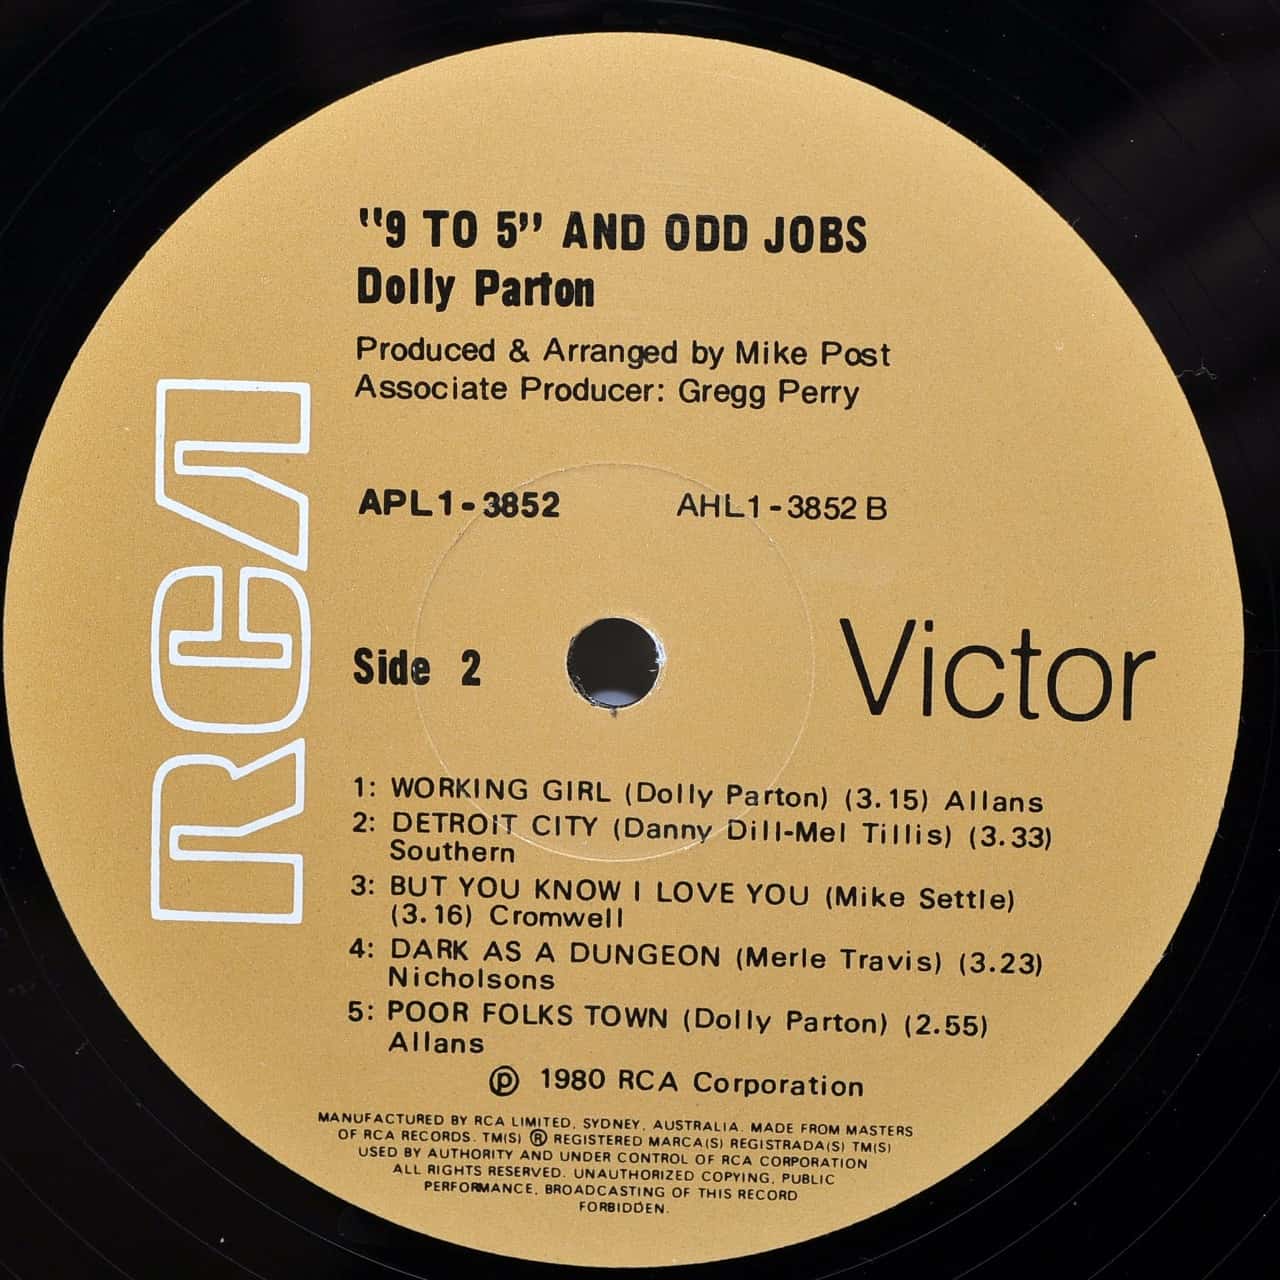 "9 TO 5" AND ODD JOBS
Dolly Parton
Produced & Arranged by Mike Post
Associate Producer: Gregg Perry
APL1-3852 AHL1-3852 B
RCA
Side 2
Victor
1: WORKING GIRL (Dolly Parton) (3.15) Allans
2: DETROIT CITY (Danny Dill-Mel Tillis) (3.33)
Southern
3: BUT YOU KNOW I LOVE YOU (Mike Settle)
(3.16) Cromwell
4: DARK AS A DUNGEON (Merle Travis) (3.23)
Nicholsons
5: POOR FOLKS TOWN (Dolly Parton) (2.55)
Allans
℗ 1980 RCA Corporation
MANUFACTURED BY RCA LIMITED, SYDNEY, AUSTRALIA. MADE FROM MASTERS
OF RCA RECORDS. TM(S) ® REGISTERED MARCA(S) REGISTRADA(S) TM(S)
USED BY AUTHORITY AND UNDER CONTROL OF RCA CORPORATION
ALL RIGHTS RESERVED. UNAUTHORIZED COPYING, PUBLIC
PERFORMANCE, BROADCASTING OF THIS RECORD
FORBIDDEN.